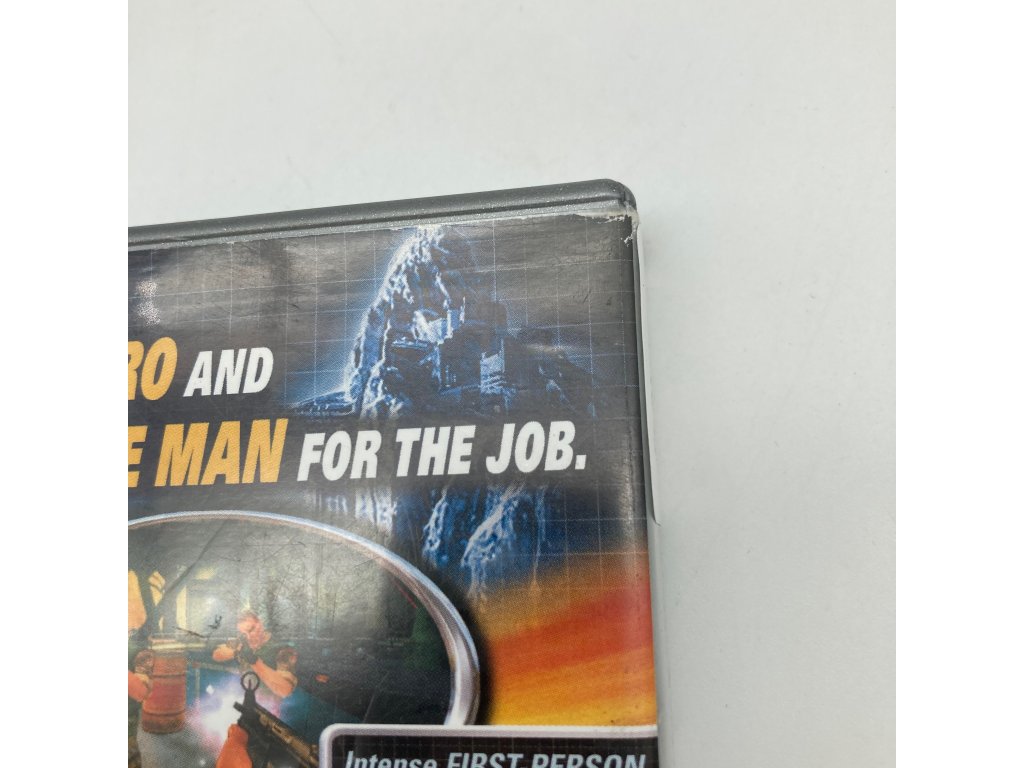 RO AND
E MAN FOR THE JOB.
Intense FIRST-PERSON